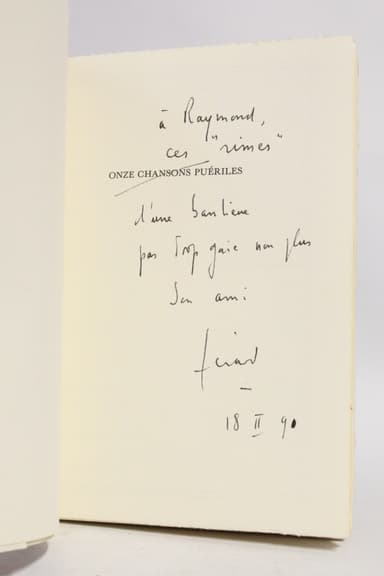 à Raymond,
ces "rimes"
ONZE CHANSONS PUÉRILES
d'une banlieue
pas trop gaie non plus
Son ami
18 II 90